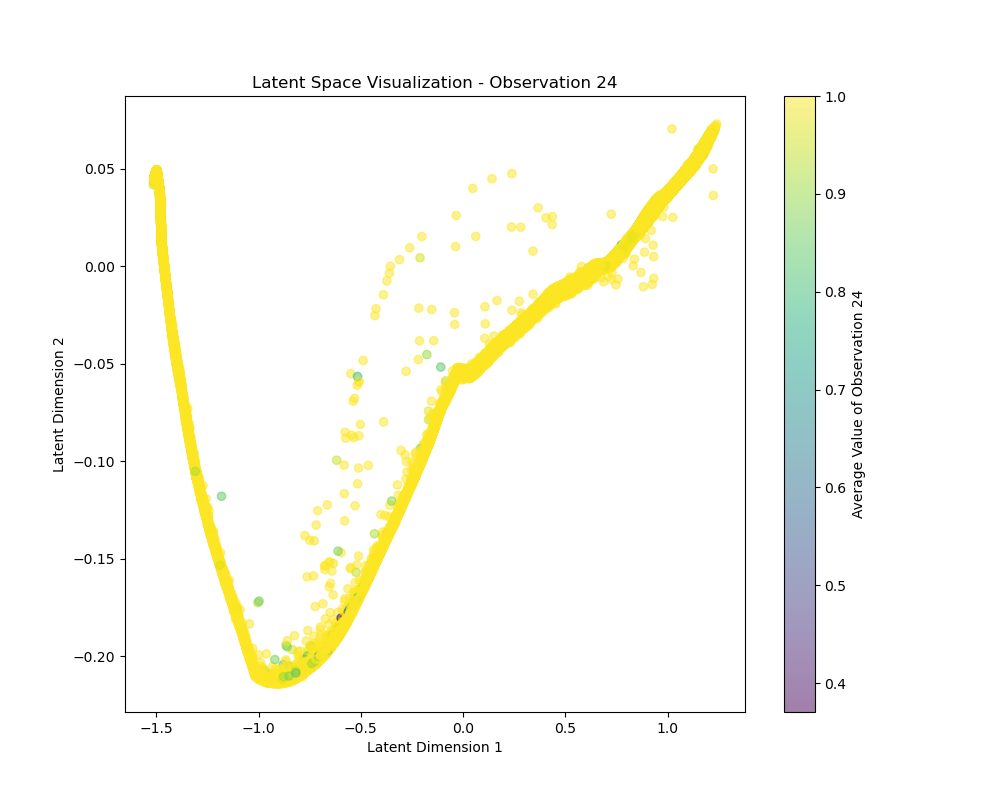 Latent Space Visualization - Observation 24
0.05
0.00
−0.05
−0.10
−0.15
−0.20
Latent Dimension 2
−1.5 −1.0 −0.5 0.0 0.5 1.0
Latent Dimension 1
1.0
0.9
0.8
0.7
0.6
0.5
0.4
Average Value of Observation 24